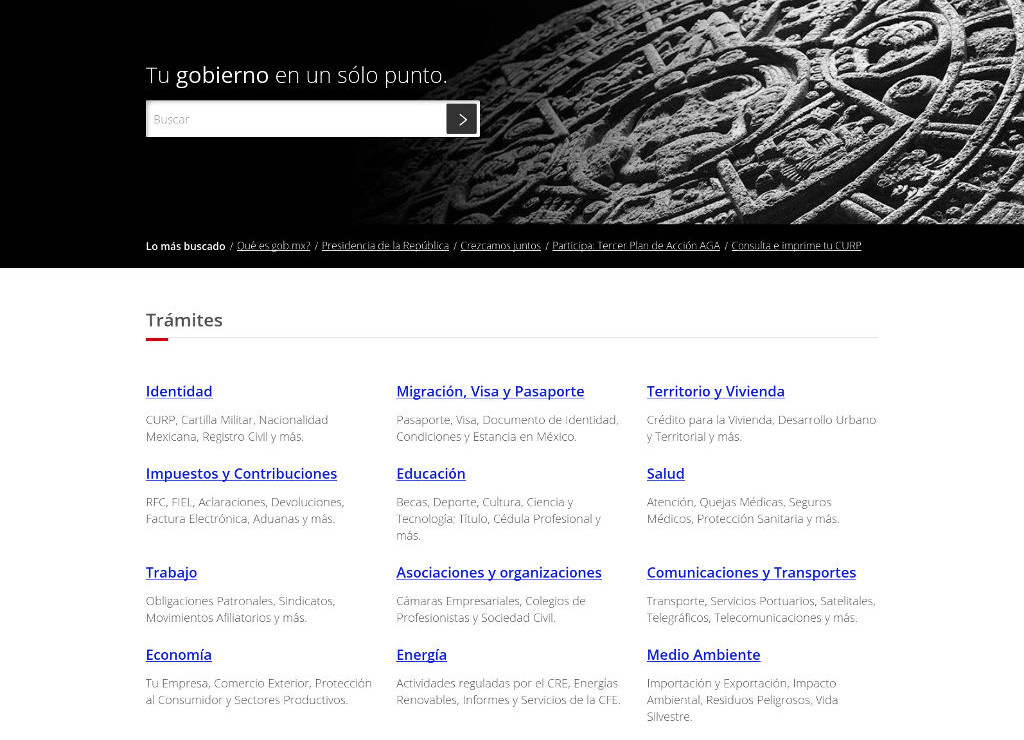 Tu gobierno en un sólo punto.
Buscar
Lo más buscado / Qué es gob.mx? / Presidencia de la República / Crezcamos juntos / Participa: Tercer Plan de Acción AGA / Consulta e imprime tu CURP
Trámites
Identidad
CURP, Cartilla Militar, Nacionalidad
Mexicana, Registro Civil y más.
Migración, Visa y Pasaporte
Pasaporte, Visa, Documento de Identidad,
Condiciones y Estancia en México.
Territorio y Vivienda
Crédito para la Vivienda, Desarrollo Urbano
y Territorial y más.
Impuestos y Contribuciones
RFC, FIEL, Aclaraciones, Devoluciones,
Factura Electrónica, Aduanas y más.
Educación
Becas, Deporte, Cultura, Ciencia y
Tecnología; Título, Cédula Profesional y
más.
Salud
Atención, Quejas Médicas, Seguros
Médicos, Protección Sanitaria y más.
Trabajo
Obligaciones Patronales, Sindicatos,
Movimientos Afiliatorios y más.
Asociaciones y organizaciones
Cámaras Empresariales, Colegios de
Profesionistas y Sociedad Civil.
Comunicaciones y Transportes
Transporte, Servicios Portuarios, Satelitales,
Telegráficos, Telecomunicaciones y más.
Economía
Tu Empresa, Comercio Exterior, Protección
al Consumidor y Sectores Productivos.
Energía
Actividades reguladas por el CRE, Energías
Renovables, Informes y Servicios de la CFE.
Medio Ambiente
Importación y Exportación, Impacto
Ambiental, Residuos Peligrosos, Vida
Silvestre.